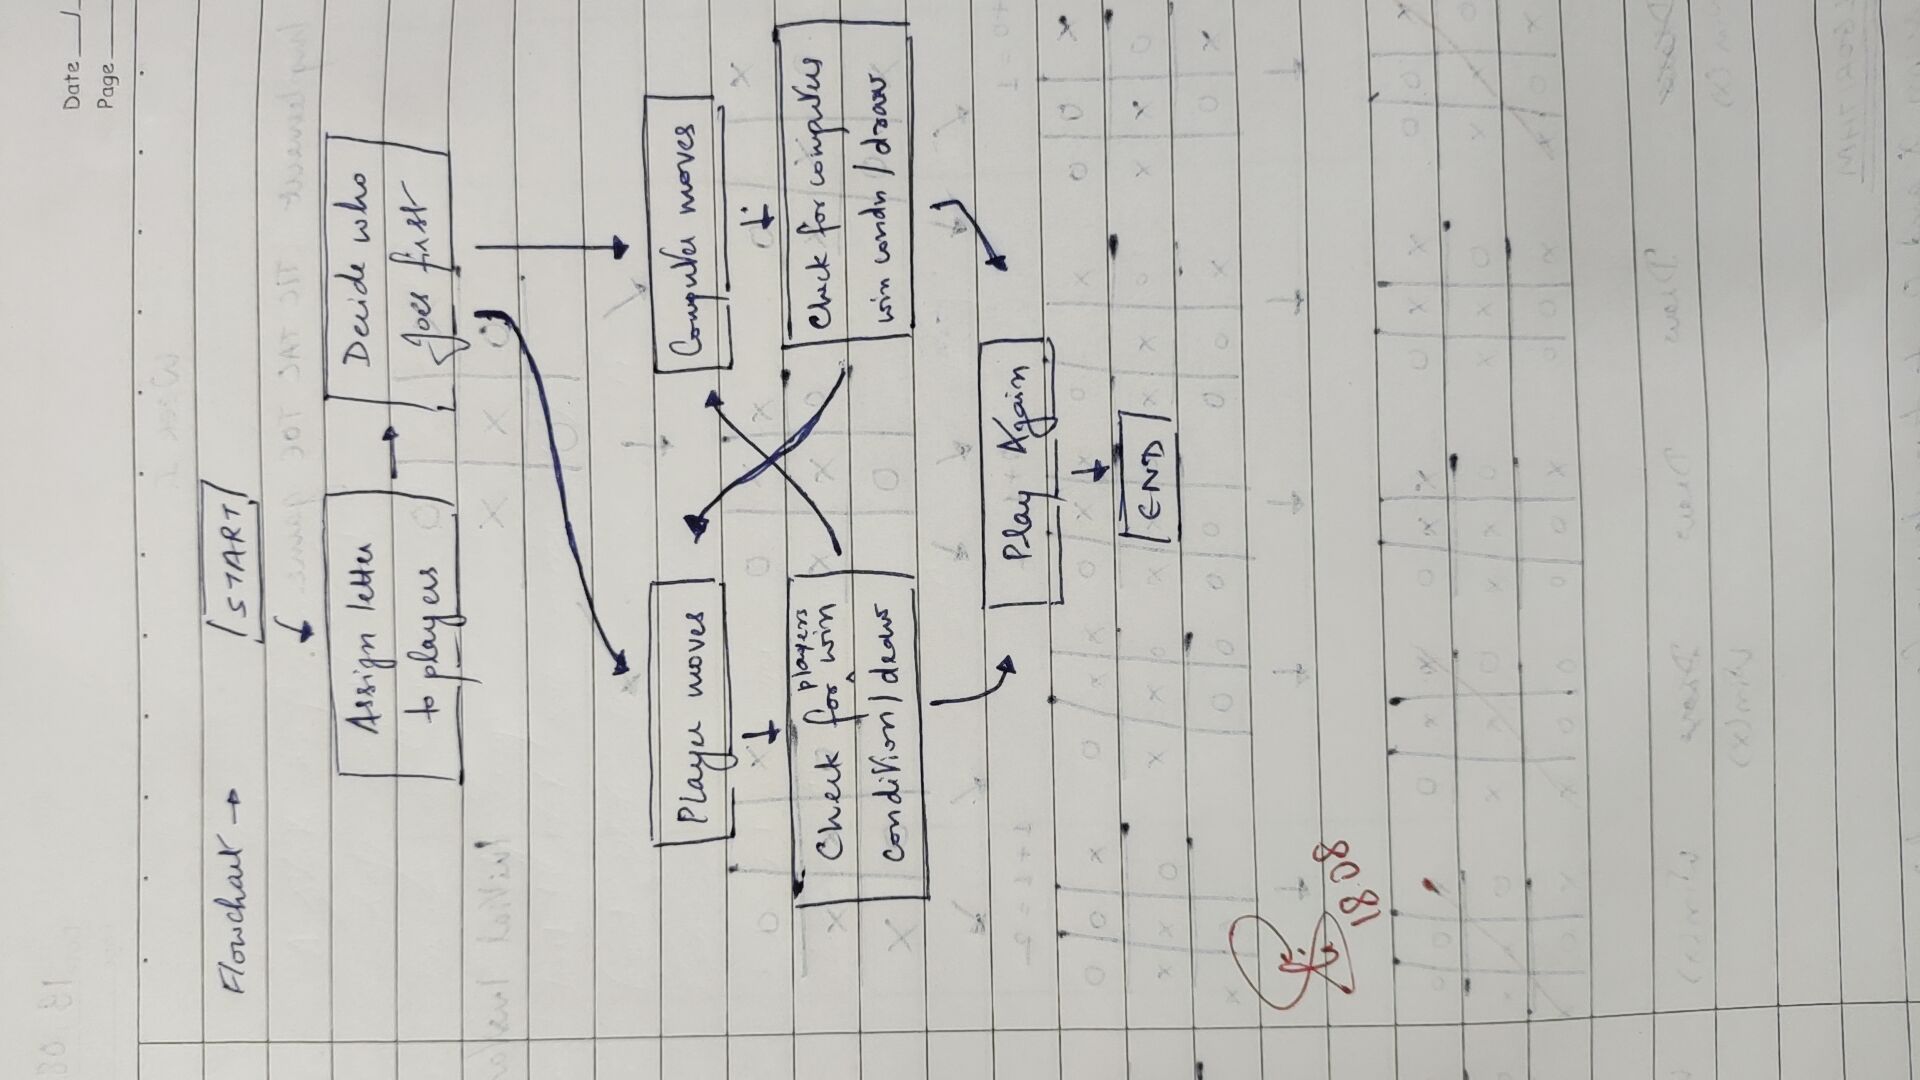 Date
Page
Flowchart → START
Assign letter
to players
Decide who
goes first
Player moves
Computer moves
players
Check for win
condition/draw
Check for computers
win condn / draw
Play Again
END
18.08